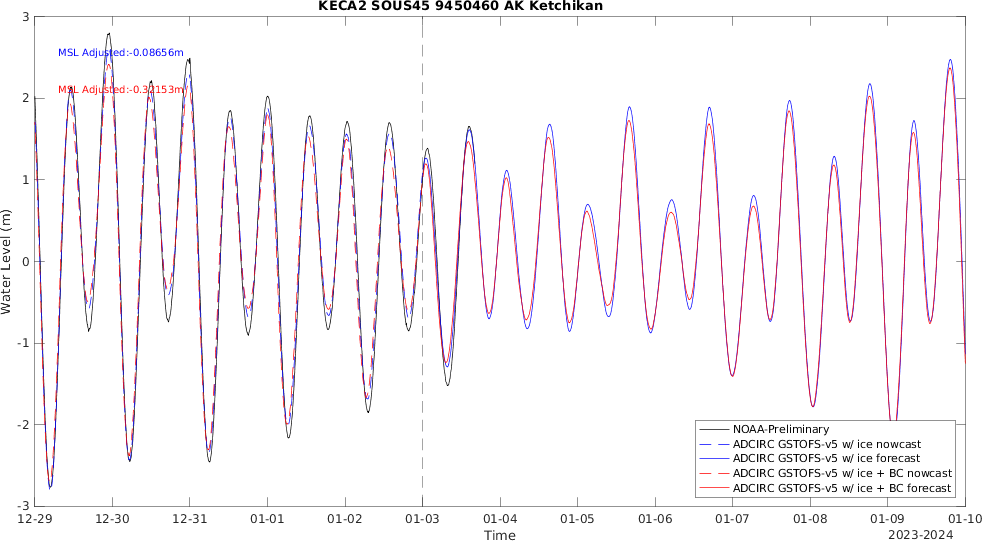 KECA2 SOUS45 9450460 AK Ketchikan
MSL Adjusted:-0.08656m
MSL Adjusted:-0.32153m
Water Level (m)
3
2
1
0
-1
-2
-3
NOAA-Preliminary
ADCIRC GSTOFS-v5 w/ ice nowcast
ADCIRC GSTOFS-v5 w/ ice forecast
ADCIRC GSTOFS-v5 w/ ice + BC nowcast
ADCIRC GSTOFS-v5 w/ ice + BC forecast
12-29 12-30 12-31 01-01 01-02 01-03 01-04 01-05 01-06 01-07 01-08 01-09 01-10
Time
2023-2024